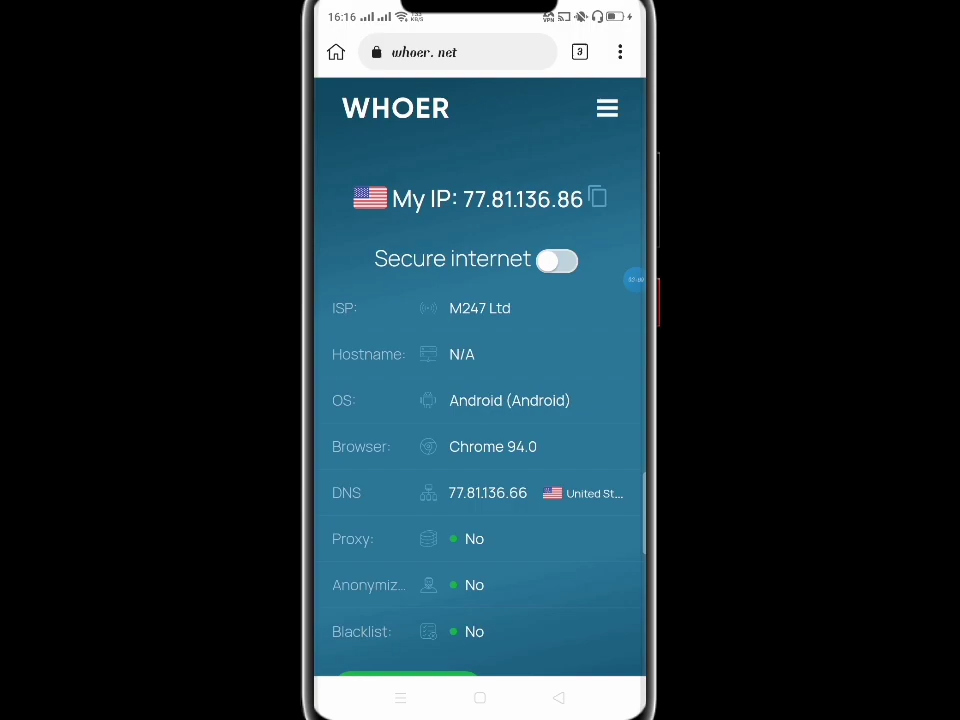 16:16
KB/S
VPN
whoer. net
3
WHOER
My IP: 77.81.136.86
Secure internet
ISP: M247 Ltd
Hostname: N/A
OS: Android (Android)
Browser: Chrome 94.0
DNS 77.81.136.66 United St...
Proxy: No
Anonymiz... No
Blacklist: No